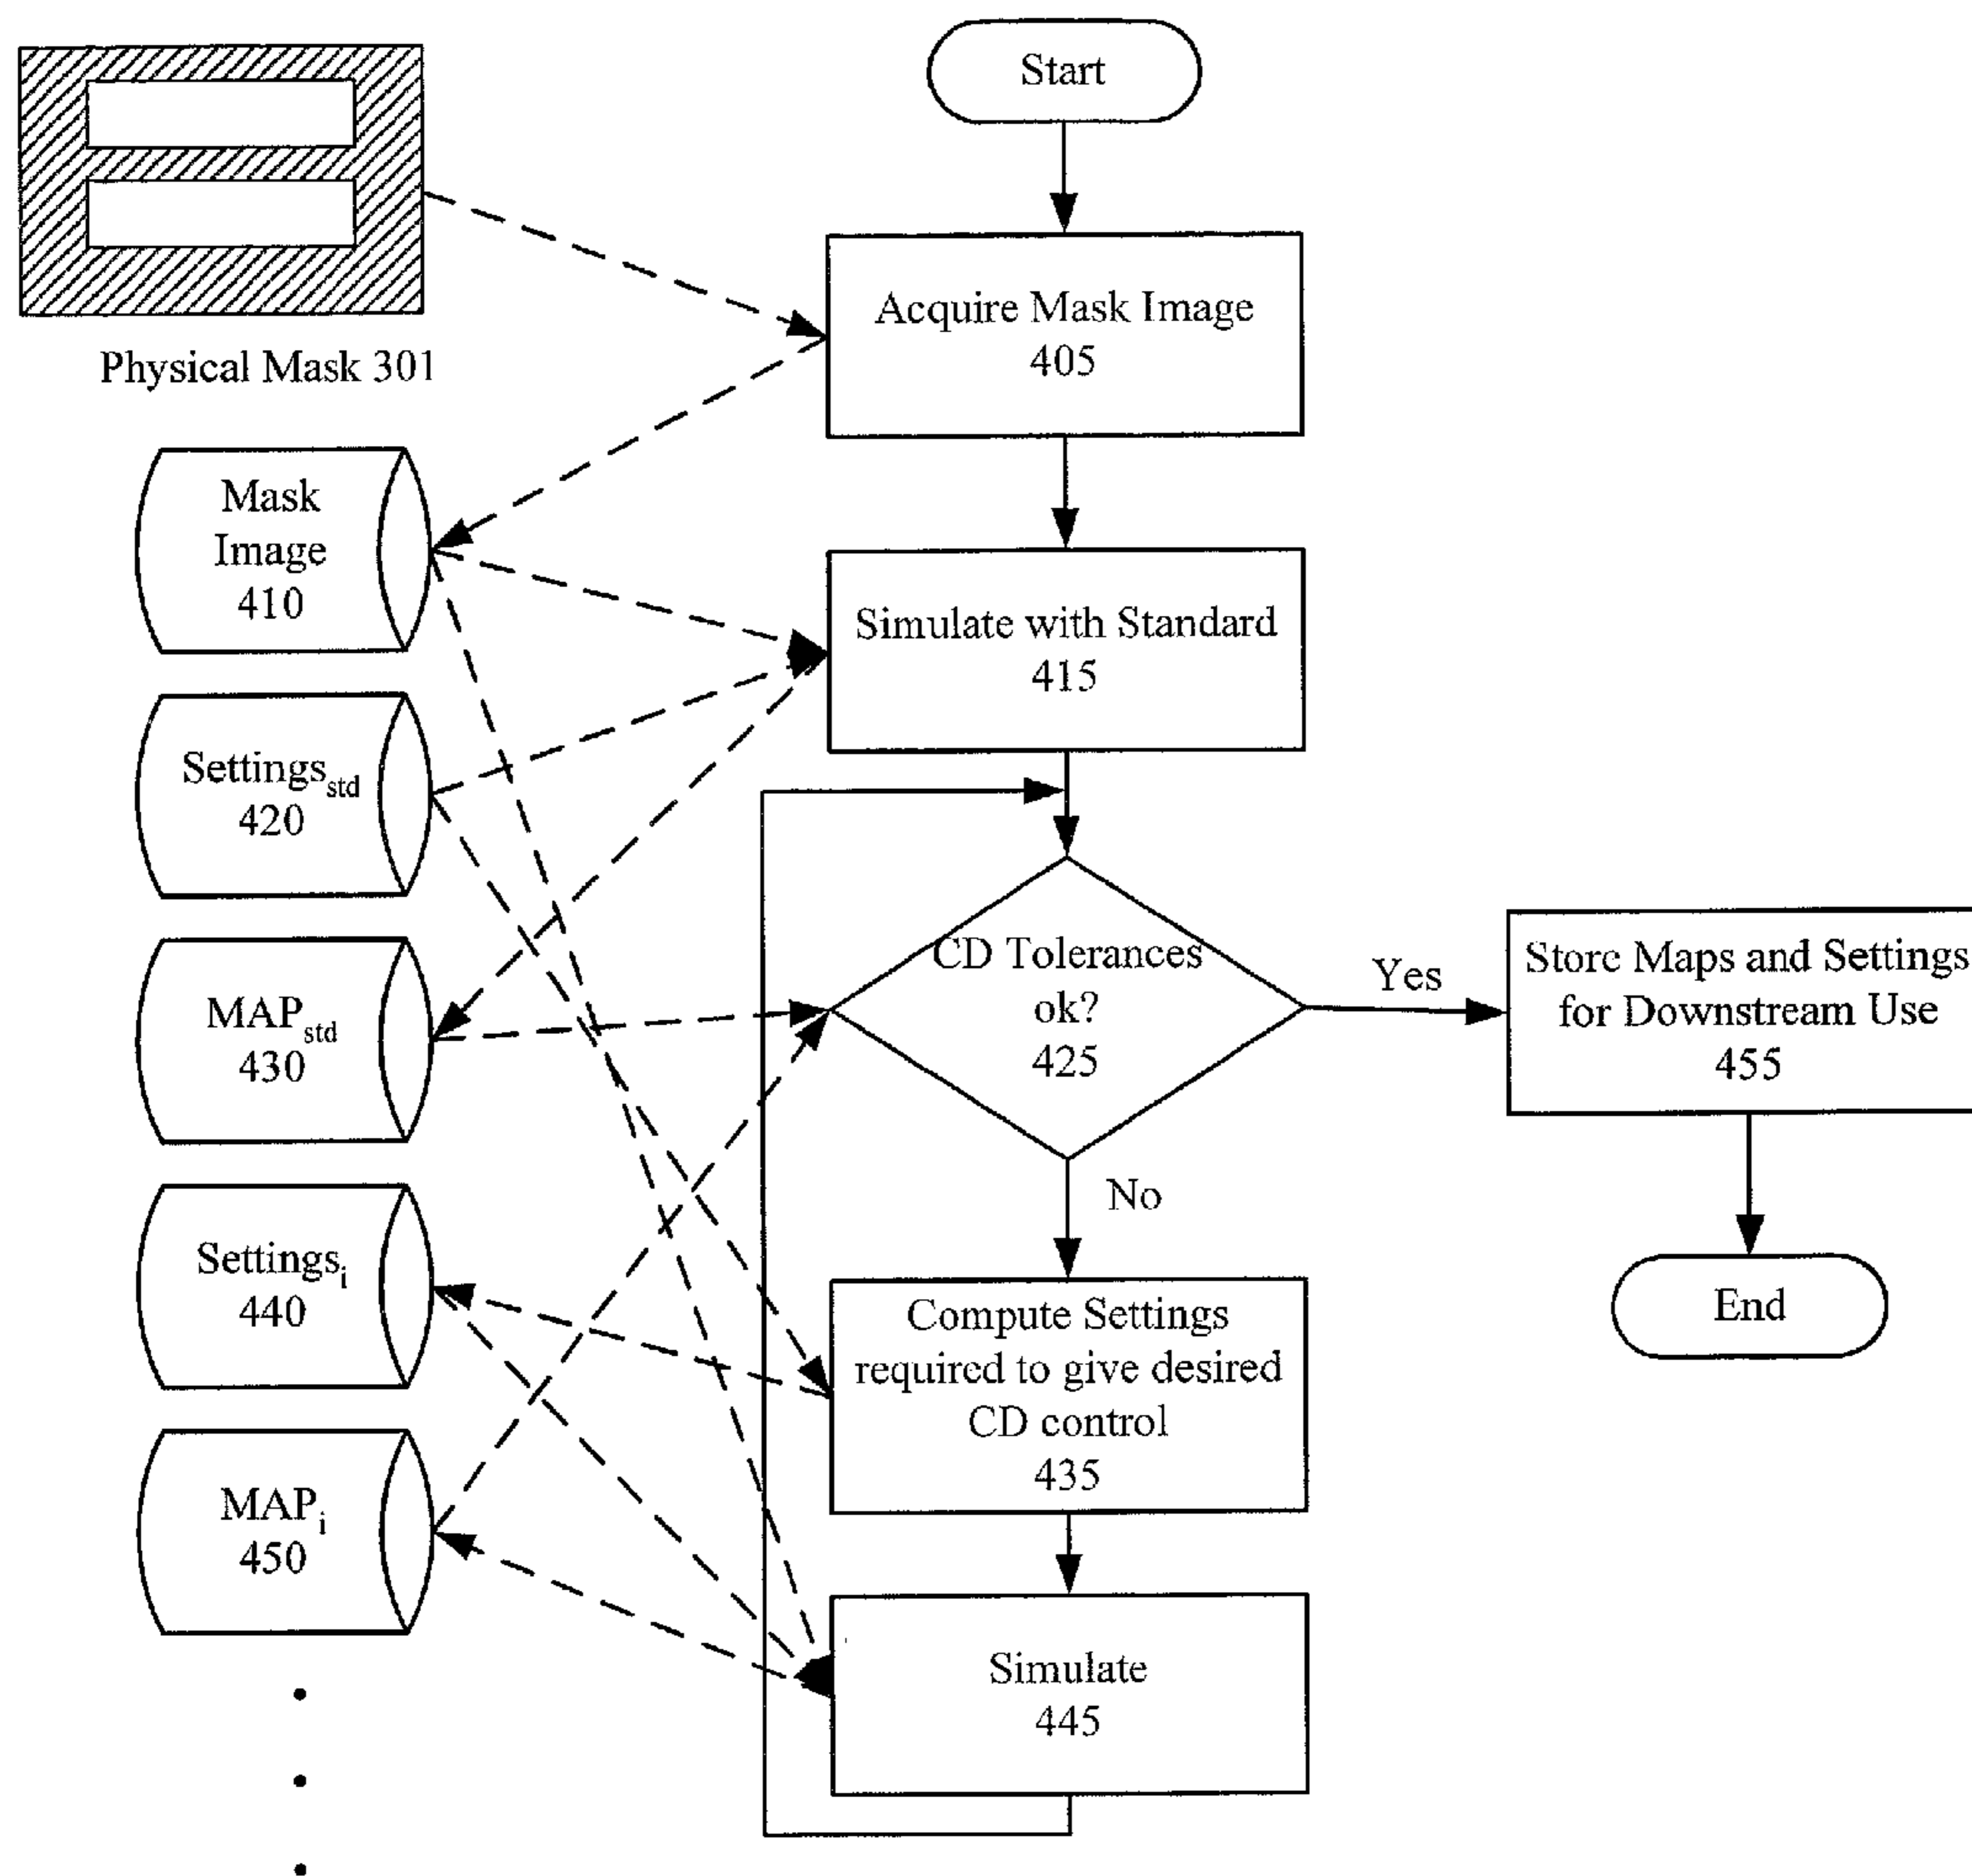 Start
Physical Mask 301
Acquire Mask Image
405
Mask
Image
410
Simulate with Standard
415
Settings_std
420
MAP_std
430
CD Tolerances
ok?
425
Yes
Store Maps and Settings
for Downstream Use
455
No
Settings_i
440
Compute Settings
required to give desired
CD control
435
End
MAP_i
450
Simulate
445